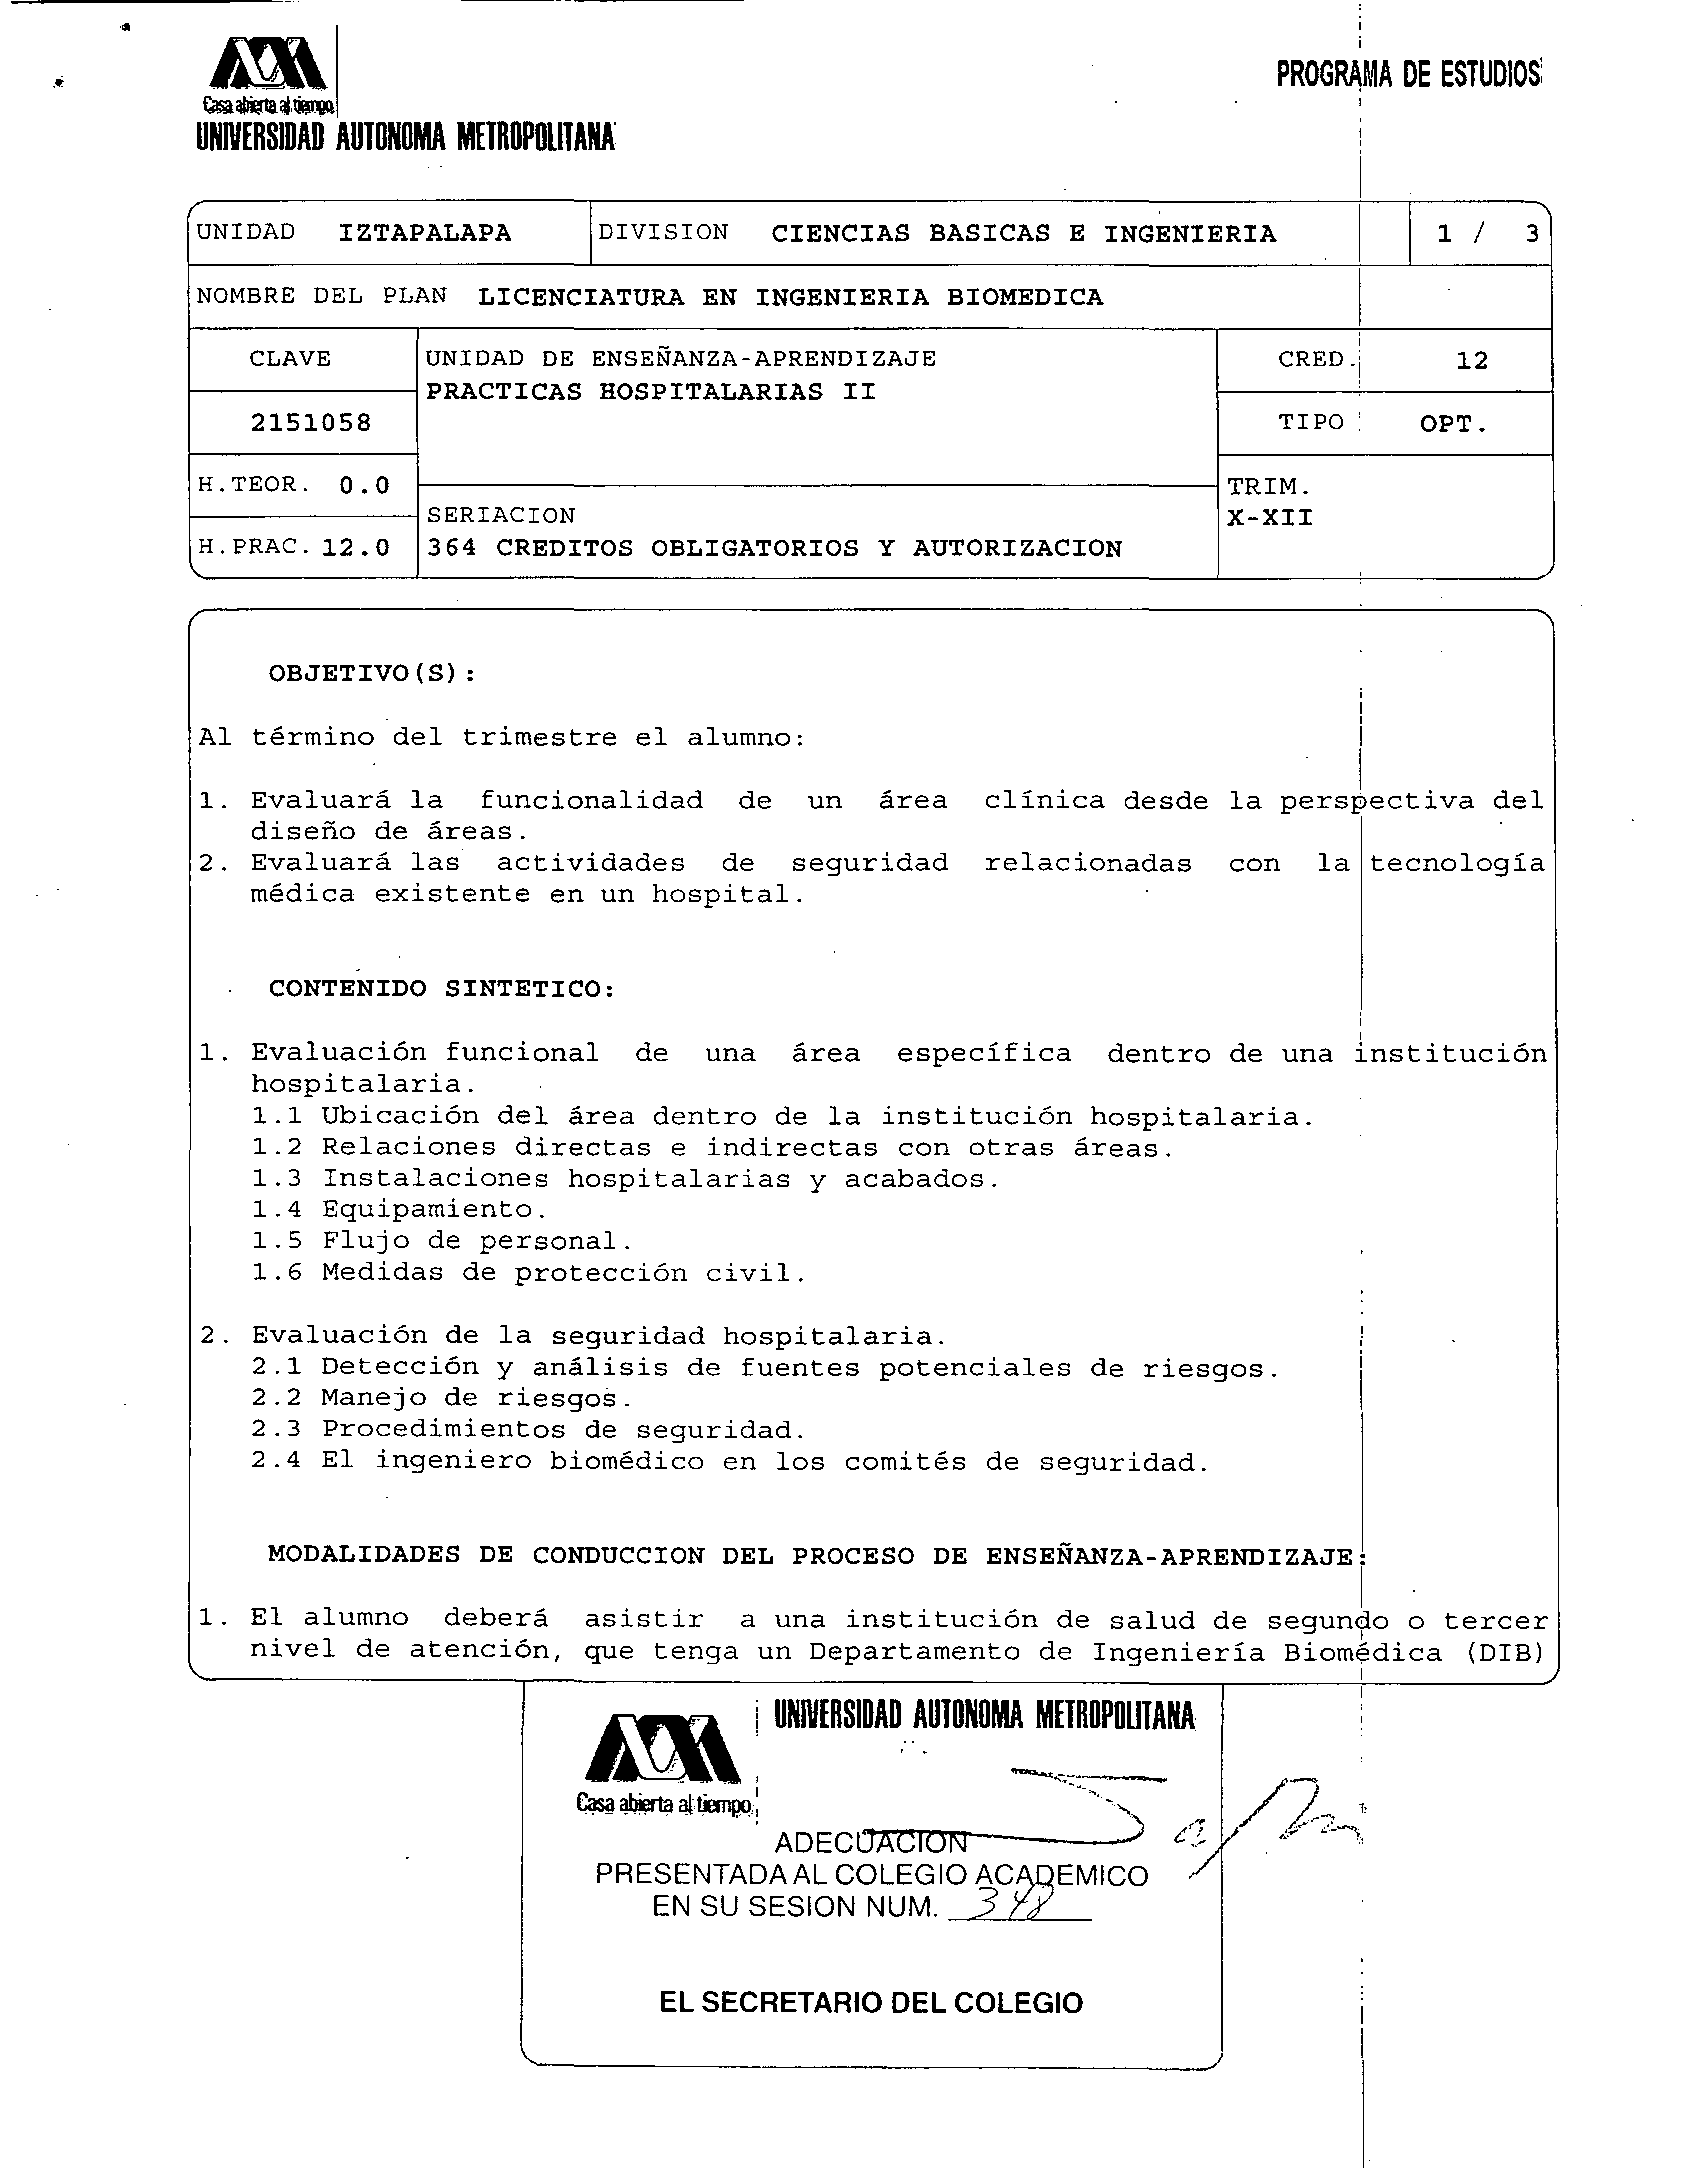 Casa abierta al tiempo
UNIVERSIDAD AUTONOMA METROPOLITANA
PROGRAMA DE ESTUDIOS
UNIDAD IZTAPALAPA DIVISION CIENCIAS BASICAS E INGENIERIA 1 / 3
NOMBRE DEL PLAN LICENCIATURA EN INGENIERIA BIOMEDICA
CLAVE UNIDAD DE ENSEÑANZA-APRENDIZAJE CRED. 12
PRACTICAS HOSPITALARIAS II
2151058 TIPO OPT.
H.TEOR. 0.0 TRIM.
SERIACION X-XII
H.PRAC. 12.0 364 CREDITOS OBLIGATORIOS Y AUTORIZACION
OBJETIVO(S):
Al término del trimestre el alumno:
1. Evaluará la funcionalidad de un área clínica desde la perspectiva del
diseño de áreas.
2. Evaluará las actividades de seguridad relacionadas con la tecnología
médica existente en un hospital.
CONTENIDO SINTETICO:
1. Evaluación funcional de una área específica dentro de una institución
hospitalaria.
1.1 Ubicación del área dentro de la institución hospitalaria.
1.2 Relaciones directas e indirectas con otras áreas.
1.3 Instalaciones hospitalarias y acabados.
1.4 Equipamiento.
1.5 Flujo de personal.
1.6 Medidas de protección civil.
2. Evaluación de la seguridad hospitalaria.
2.1 Detección y análisis de fuentes potenciales de riesgos.
2.2 Manejo de riesgos.
2.3 Procedimientos de seguridad.
2.4 El ingeniero biomédico en los comités de seguridad.
MODALIDADES DE CONDUCCION DEL PROCESO DE ENSEÑANZA-APRENDIZAJE:
1. El alumno deberá asistir a una institución de salud de segundo o tercer
nivel de atención, que tenga un Departamento de Ingeniería Biomédica (DIB)
UNIVERSIDAD AUTONOMA METROPOLITANA
Casa abierta al tiempo
ADECUACION
PRESENTADA AL COLEGIO ACADEMICO
EN SU SESION NUM. 348
EL SECRETARIO DEL COLEGIO